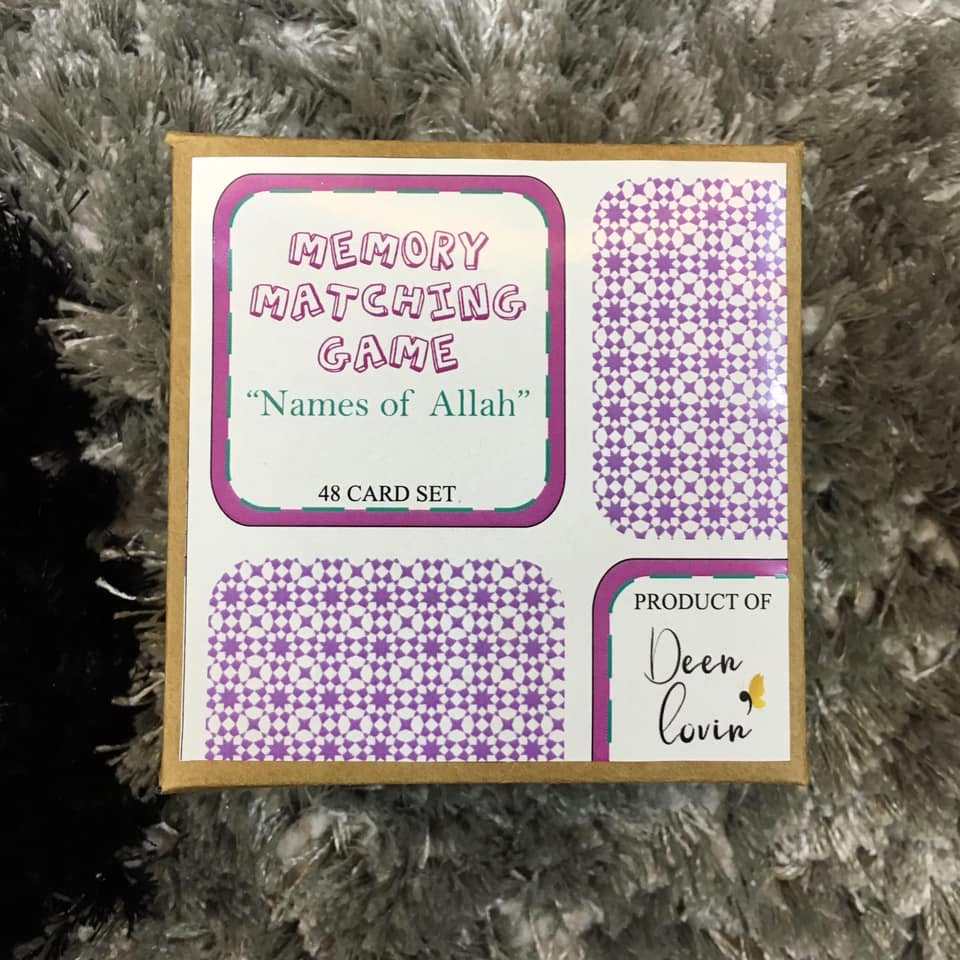 MEMORY
MATCHING
GAME
“Names of Allah”
48 CARD SET
PRODUCT OF
Deen
lovin’